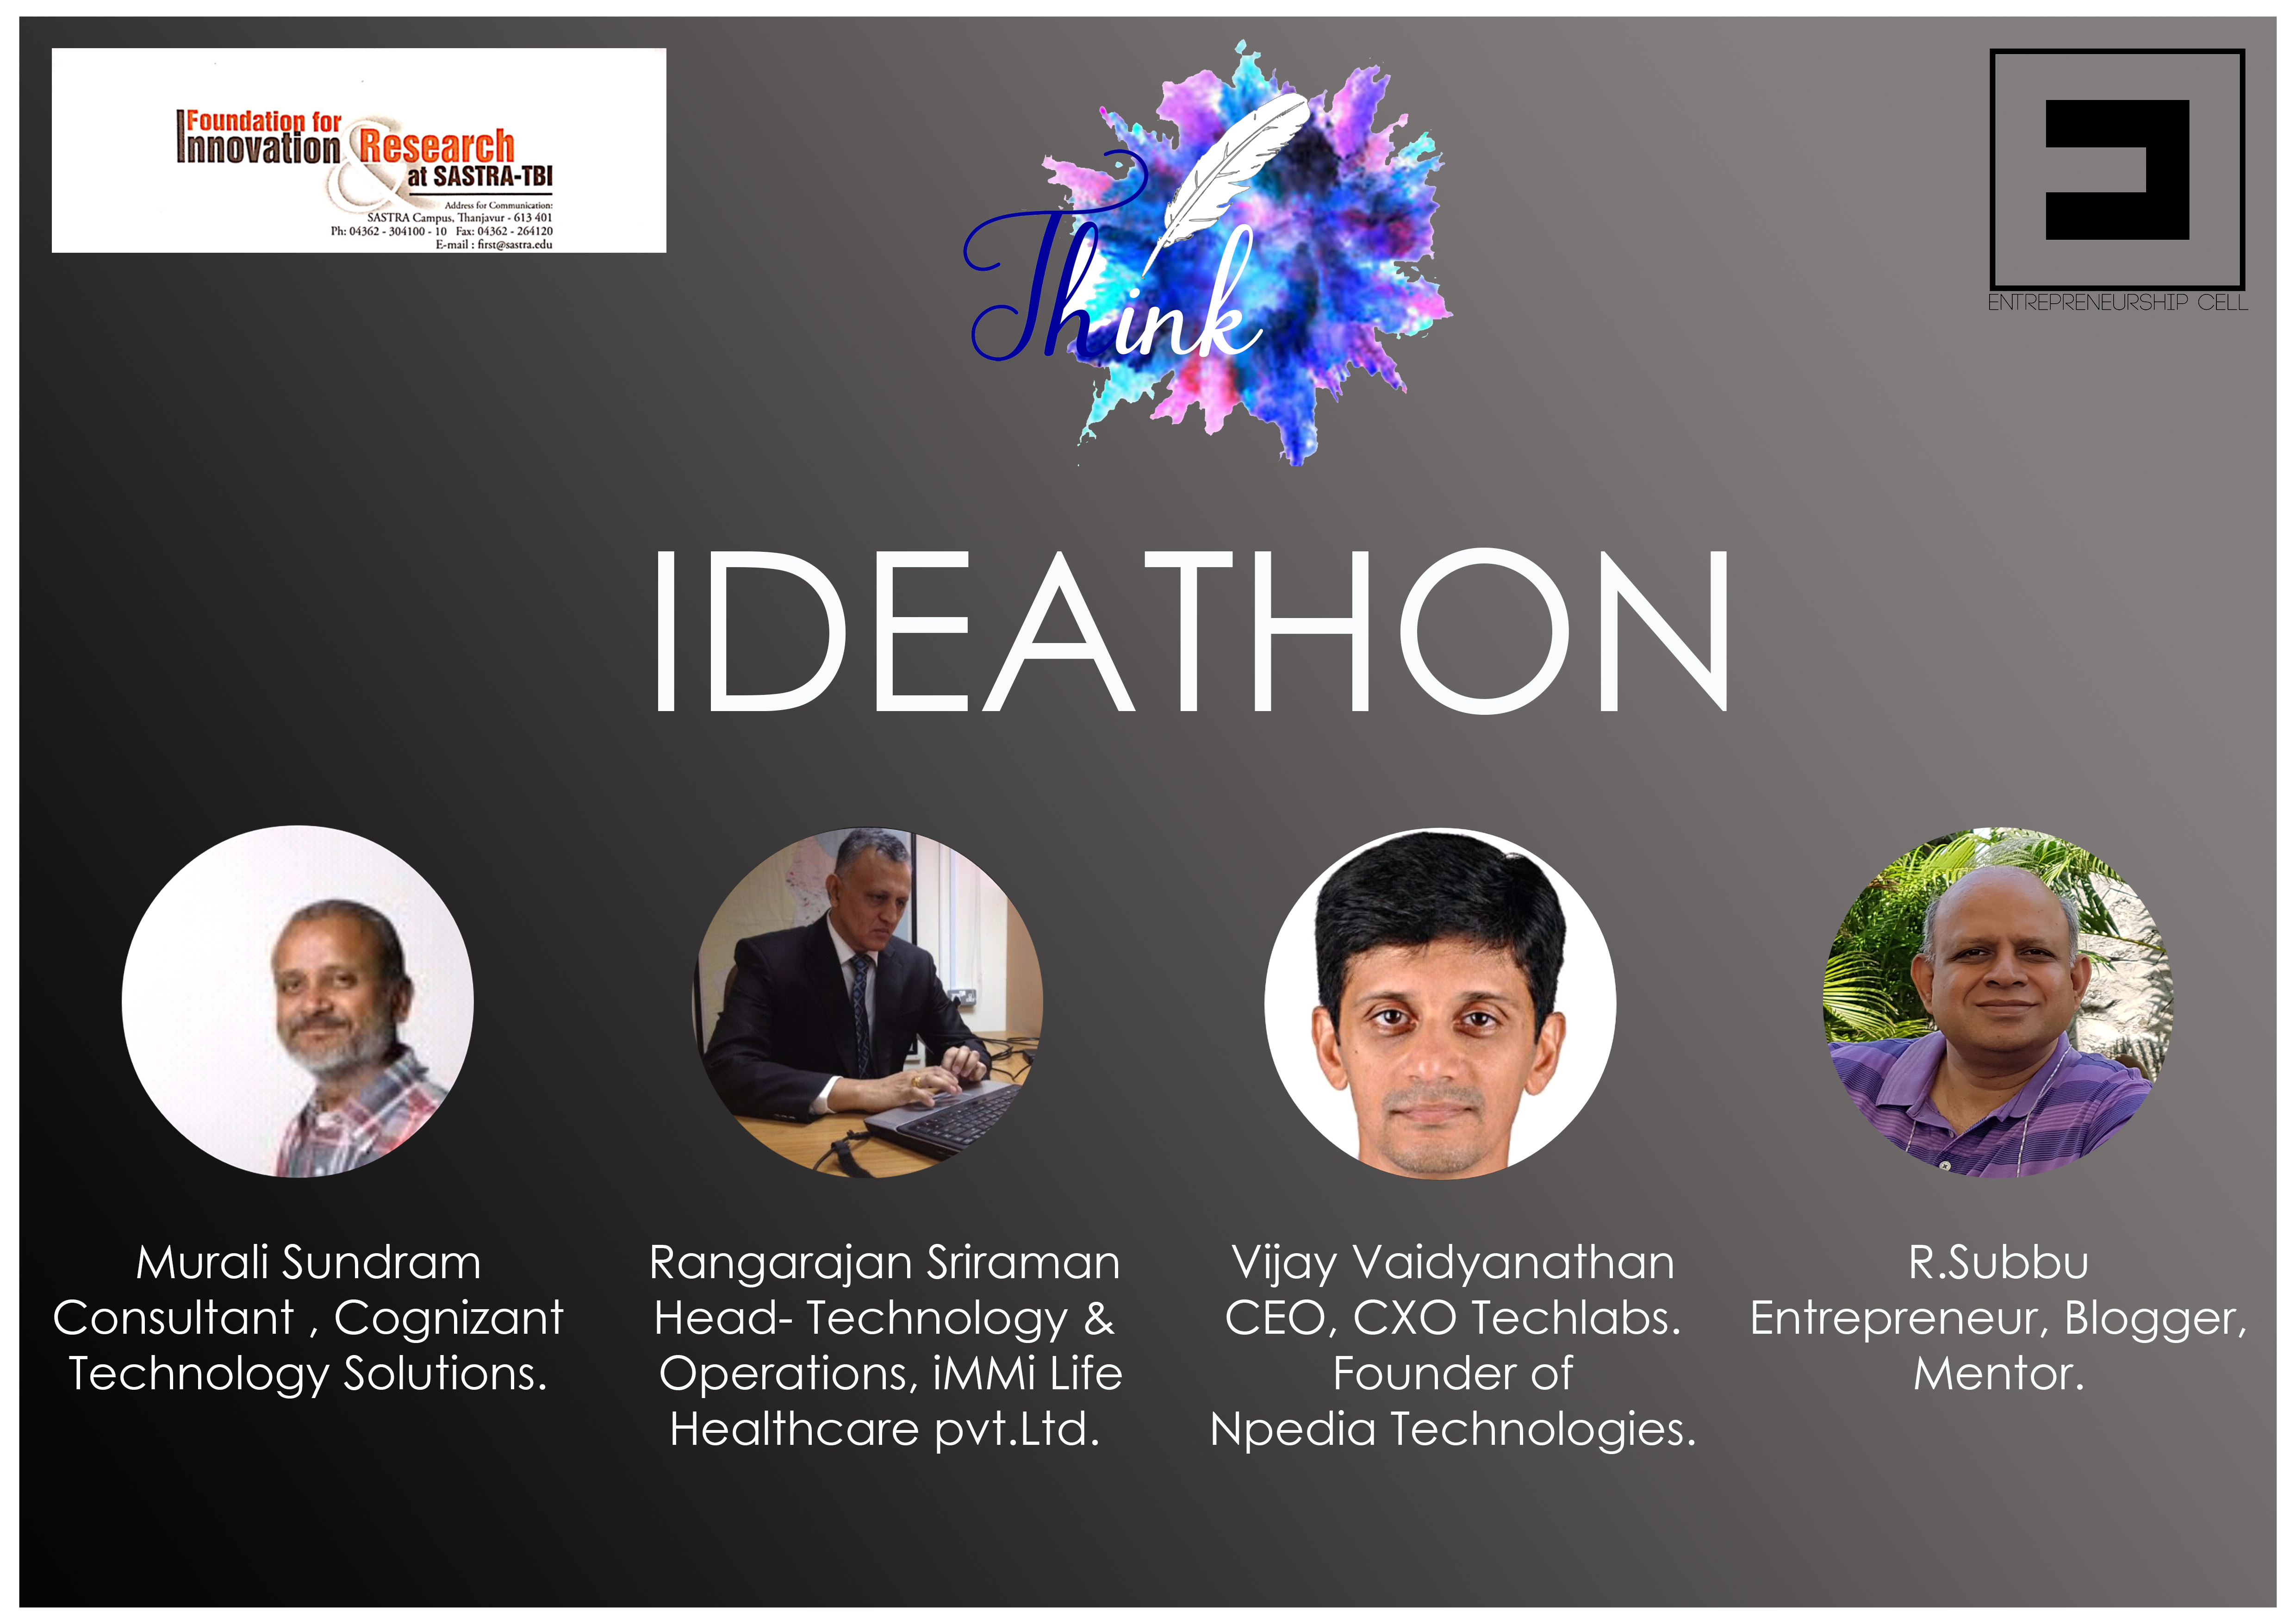 Foundation for
Innovation & Research
at SASTRA-TBI
Address for Communication:
SASTRA Campus, Thanjavur - 613 401
Ph: 04362 - 304100 - 10 Fax: 04362 - 264120
E-mail : first@sastra.edu
Think
ENTREPRENEURSHIP CELL
IDEATHON
Murali Sundram
Consultant , Cognizant
Technology Solutions.
Rangarajan Sriraman
Head- Technology &
Operations, iMMi Life
Healthcare pvt.Ltd.
Vijay Vaidyanathan
CEO, CXO Techlabs.
Founder of
Npedia Technologies.
R.Subbu
Entrepreneur, Blogger,
Mentor.